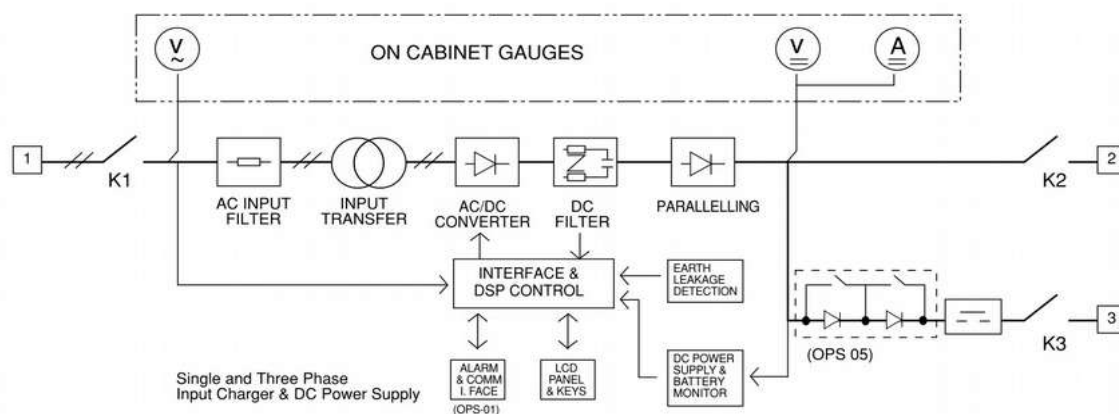 V
~
ON CABINET GAUGES
V
A
1
K1
AC INPUT
FILTER
INPUT
TRANSFER
AC/DC
CONVERTER
DC
FILTER
PARALLELLING
K2
2
INTERFACE &
DSP CONTROL
EARTH
LEAKAGE
DETECTION
(OPS 05)
K3
3
Single and Three Phase
Input Charger & DC Power Supply
ALARM
& COMM
I. FACE
(OPS-01)
LCD
PANEL
& KEYS
DC POWER
SUPPLY &
BATTERY
MONITOR